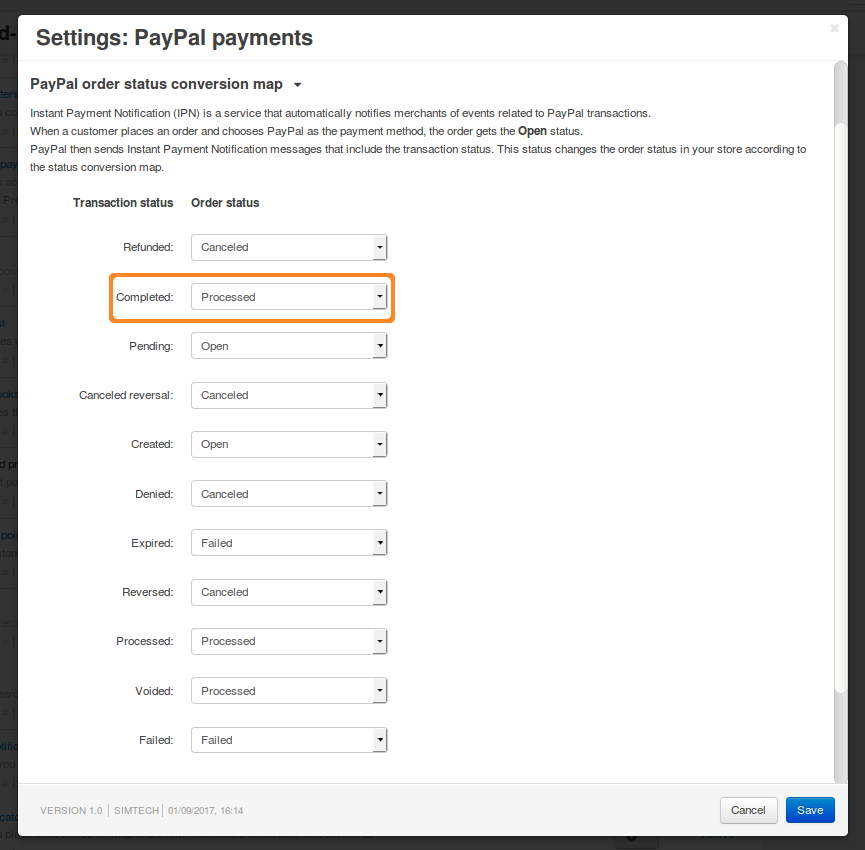 Settings: PayPal payments
PayPal order status conversion map
Instant Payment Notification (IPN) is a service that automatically notifies merchants of events related to PayPal transactions.
When a customer places an order and chooses PayPal as the payment method, the order gets the Open status.
PayPal then sends Instant Payment Notification messages that include the transaction status. This status changes the order status in your store according to
the status conversion map.
Transaction status Order status
Refunded: Canceled
Completed: Processed
Pending: Open
Canceled reversal: Canceled
Created: Open
Denied: Canceled
Expired: Failed
Reversed: Canceled
Processed: Processed
Voided: Processed
Failed: Failed
VERSION 1.0 | SIMTECH | 01/09/2017, 16:14
Cancel Save